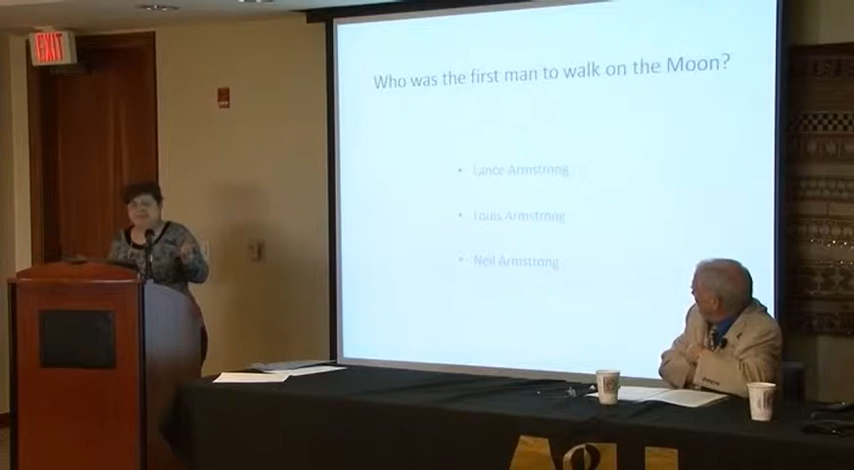 EXIT
Who was the first man to walk on the Moon?
• Lance Armstrong
• Louis Armstrong
• Neil Armstrong